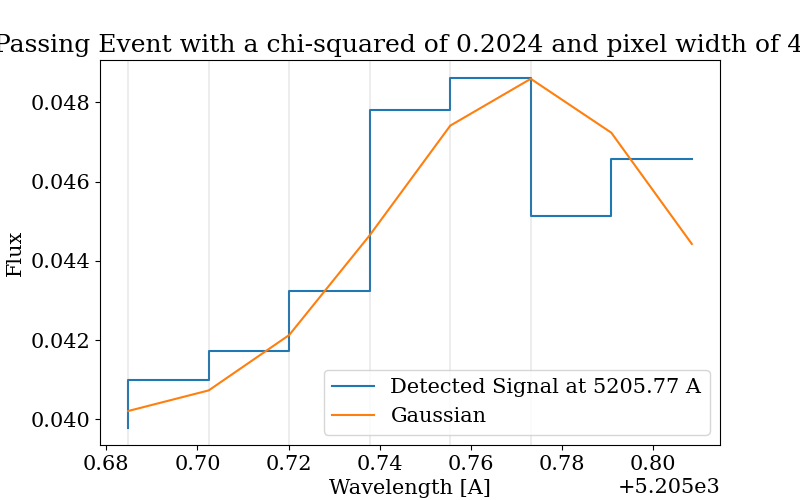 Passing Event with a chi-squared of 0.2024 and pixel width of 4
0.048
0.046
0.044
0.042
0.040
Flux
Detected Signal at 5205.77 A
Gaussian
0.68 0.70 0.72 0.74 0.76 0.78 0.80
Wavelength [A]
+5.205e3